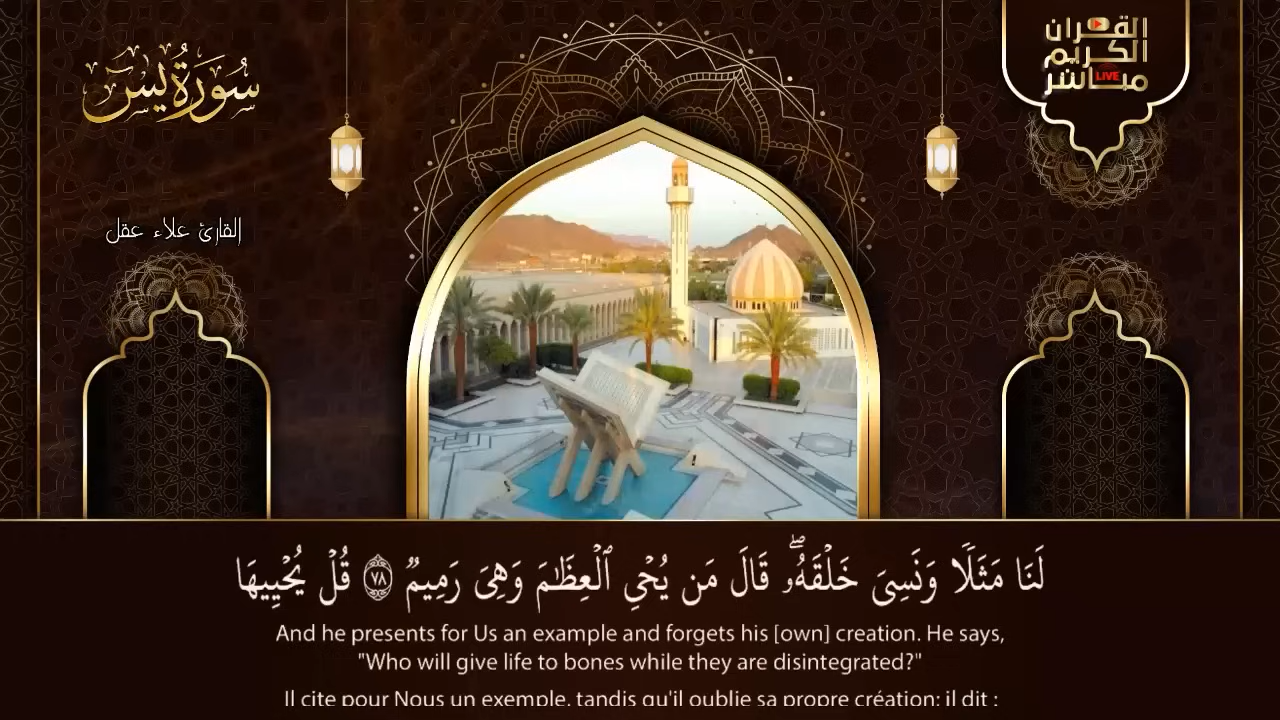 سُورَةُ يس
القرآن
الكريم
LIVE
مباشر
القارئ علاء عقل
لَنَا مَثَلًا وَنَسِىَ خَلْقَهُۥ ۖ قَالَ مَن يُحْىِ ٱلْعِظَٰمَ وَهِىَ رَمِيمٌ ٧٨ قُلْ يُحْيِيهَا
And he presents for Us an example and forgets his [own] creation. He says,
"Who will give life to bones while they are disintegrated?"
Il cite pour Nous un exemple, tandis qu'il oublie sa propre création; il dit :